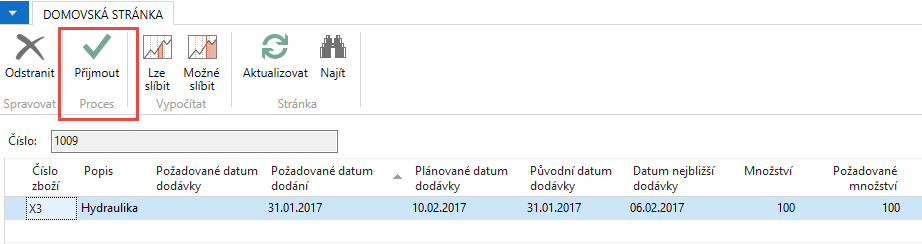 DOMOVSKÁ STRÁNKA
Odstranit
Přijmout
Lze slíbit
Možné slíbit
Aktualizovat
Najít
Spravovat
Proces
Vypočítat
Stránka
Číslo: 1009
Číslo zboží
Popis
Požadované datum dodávky
Požadované datum dodání
Plánované datum dodávky
Původní datum dodávky
Datum nejbližší dodávky
Množství
Požadované množství
X3 Hydraulika 31.01.2017 10.02.2017 31.01.2017 06.02.2017 100 100